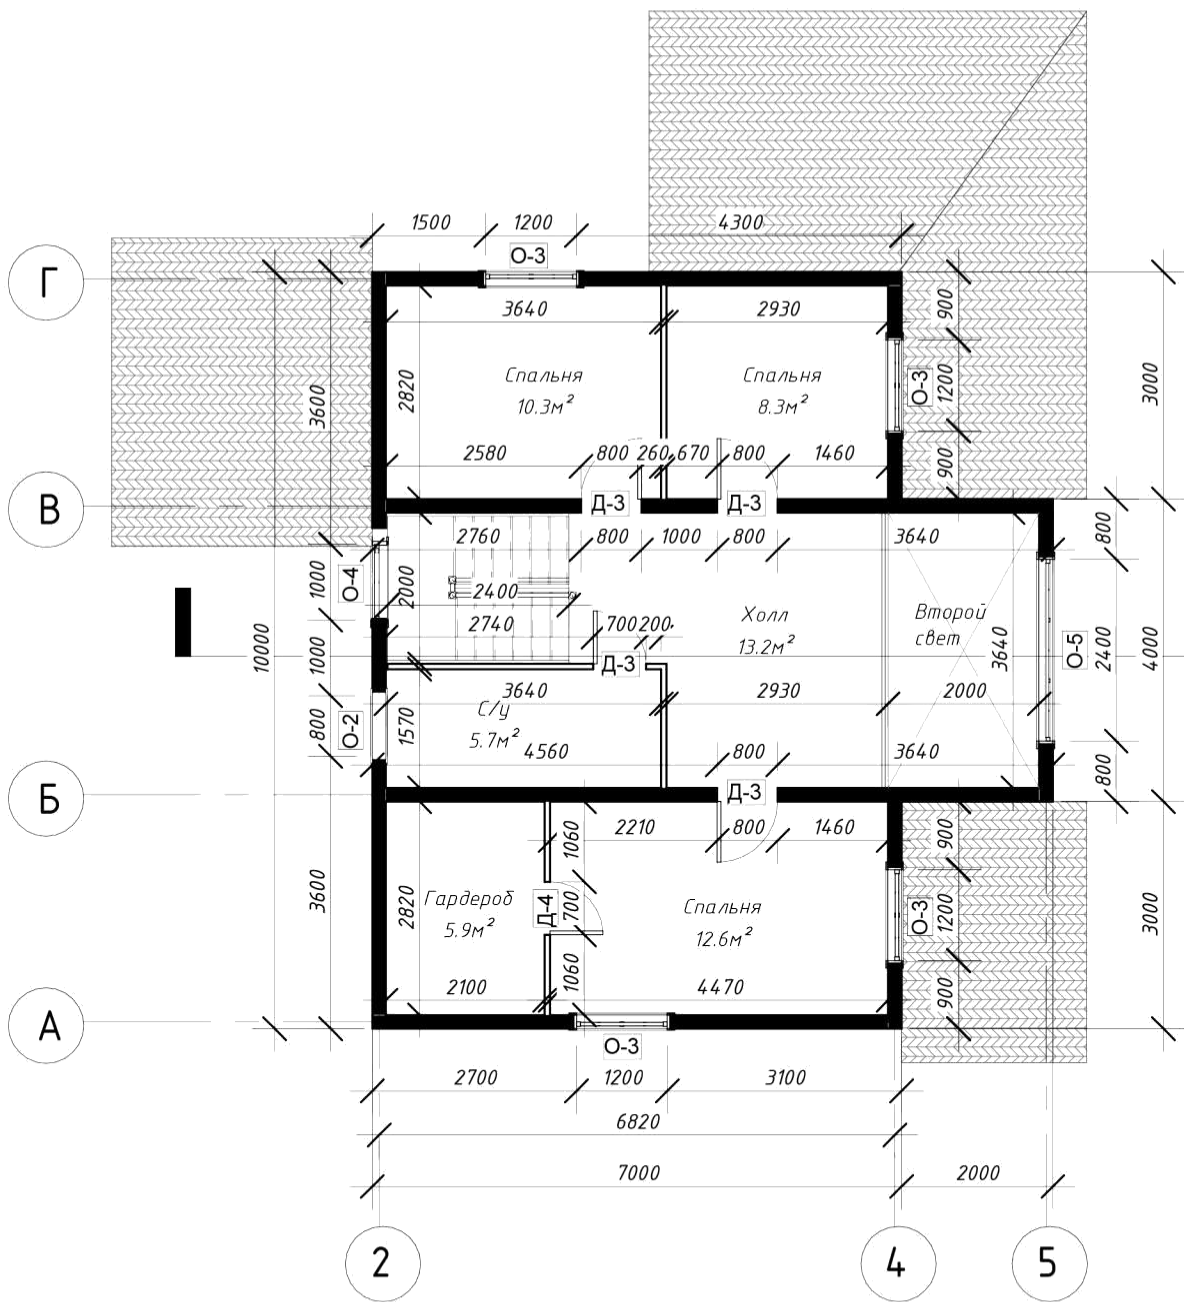 1500 1200 4300
О-3
Г
3640 2930
900
3600
2820
Спальня
10.3м²
Спальня
8.3м²
О-3
1200
3000
2580 800 260 670 800 1460
900
В
Д-3 Д-3
2760 800 1000 800 3640
800
1000
О-4
2000
2400
2740 700 200
Холл
13.2м²
Второй
свет
3640
О-5
2400
4000
10000
1000
Д-3
3640 2930 2000
800
О-2
1570
С/у
5.7м²
4560 800 3640
800
Б
Д-3
1060
2210 800 1460
900
3600
2820
Гардероб
5.9м²
Д-4
700
Спальня
12.6м²
О-3
1200
3000
2100
1060
4470
900
А
О-3
2700 1200 3100
6820
7000 2000
2 4 5